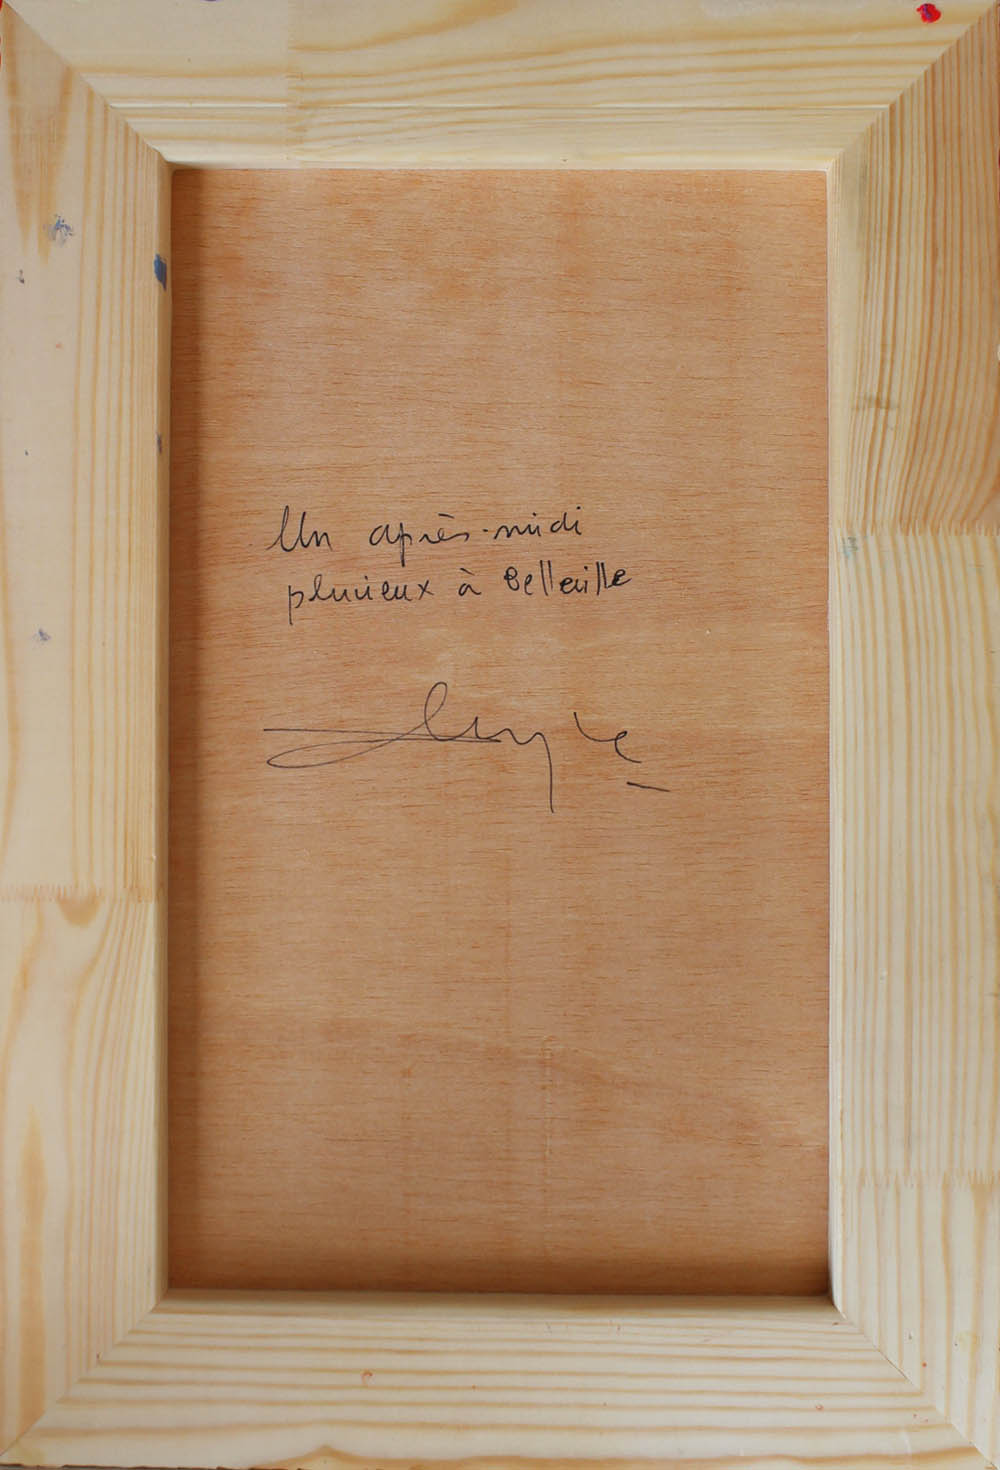 Un après-midi
pluvieux à Belleville